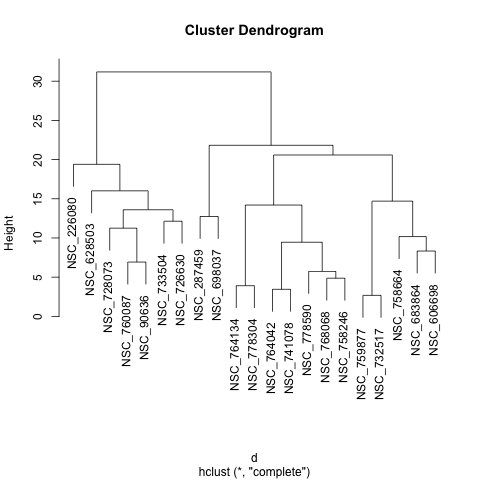 Cluster Dendrogram
Height
30
25
20
15
10
5
0
NSC_226080
NSC_628503
NSC_728073
NSC_760087
NSC_90636
NSC_733504
NSC_726630
NSC_287459
NSC_698037
NSC_764134
NSC_778304
NSC_764042
NSC_741078
NSC_778590
NSC_768068
NSC_758246
NSC_759877
NSC_732517
NSC_758664
NSC_683864
NSC_606698
d
hclust (*, "complete")